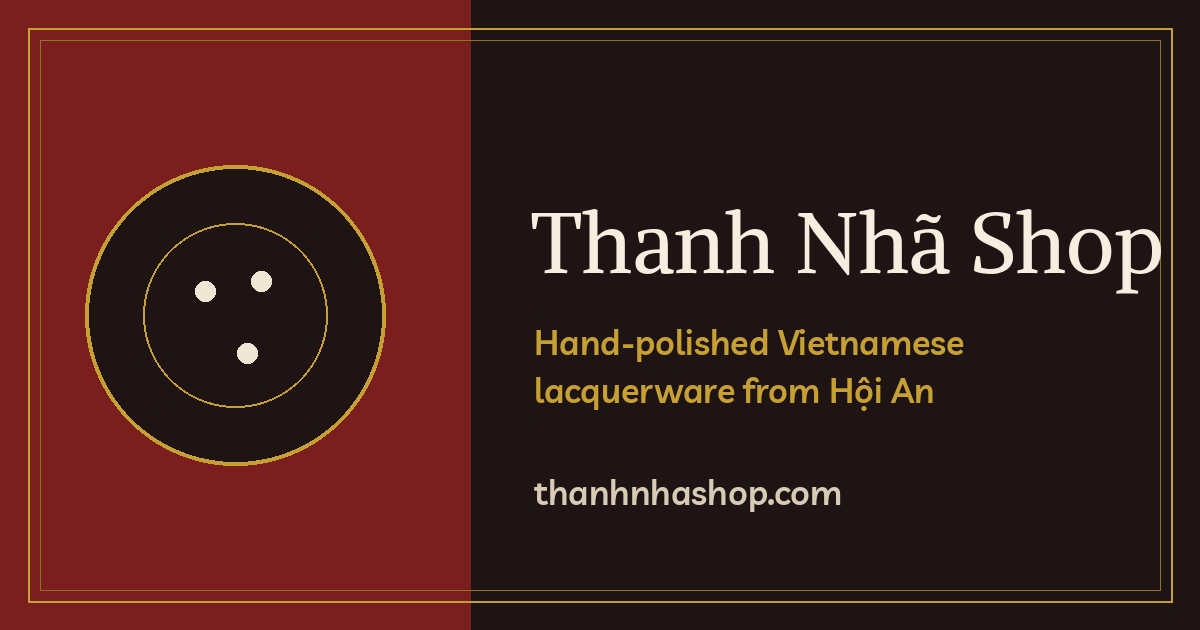 Thanh Nhã Shop
Hand-polished Vietnamese
lacquerware from Hội An
thanhnhashop.com